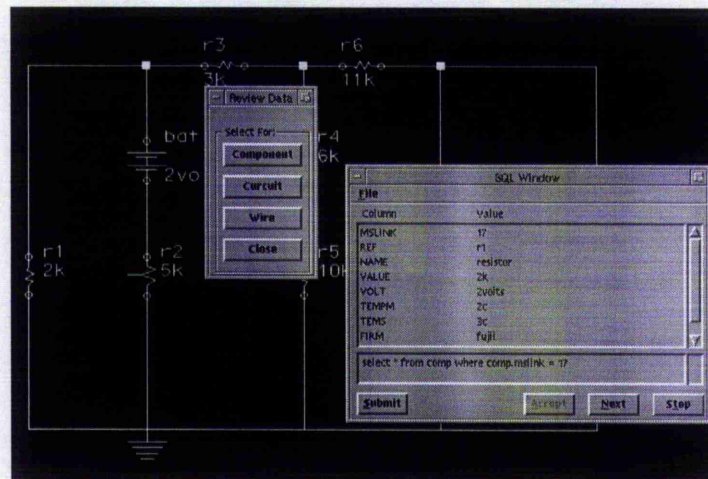 r3
3k
r6
11k
Review Data
Select For:
Component
Curcuit
Wire
Close
bat
2vo
r4
6k
r1
2k
r2
5k
r5
10k
SQL Window
File
Column Value
MSLINK 17
REF r1
NAME resistor
VALUE 2k
VOLT 2volts
TEMPM 2c
TEMS 3c
FIRM fujii
select * from comp where comp.mslink = 17
Submit Accept Next Stop